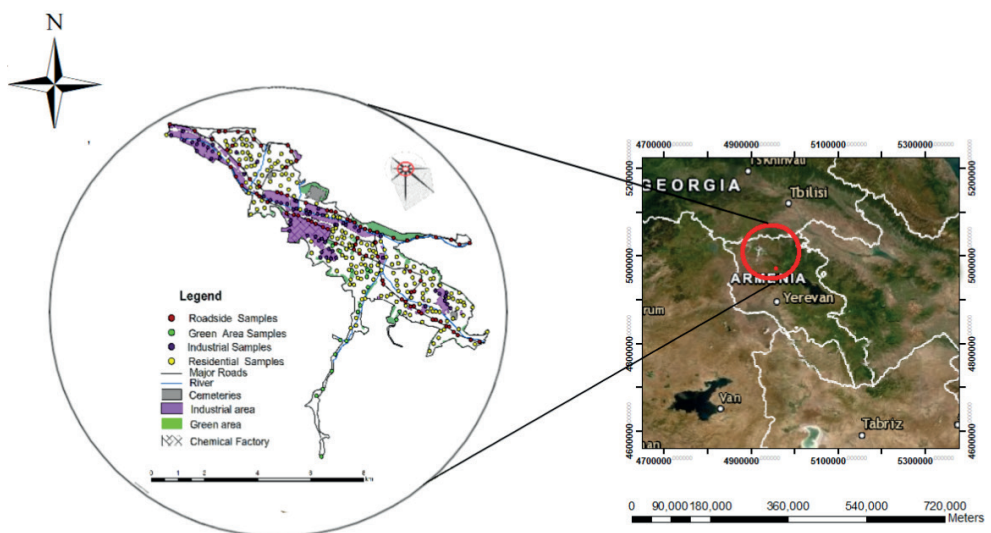 N
Legend
Roadside Samples
Green Area Samples
Industrial Samples
Residential Samples
Major Roads
River
Cemeteries
Industrial area
Green area
Chemical Factory
0 1 2 4 6 8
km
4700000 4900000 5100000 5300000
5200000 5200000
5000000 5000000
4800000 4800000
4600000 4600000
GEORGIA
Tbilisi
ARMENIA
Yerevan
rum
Van
Tabriz
an
4700000 4900000 5100000 5300000
0 90,000 180,000 360,000 540,000 720,000
Meters